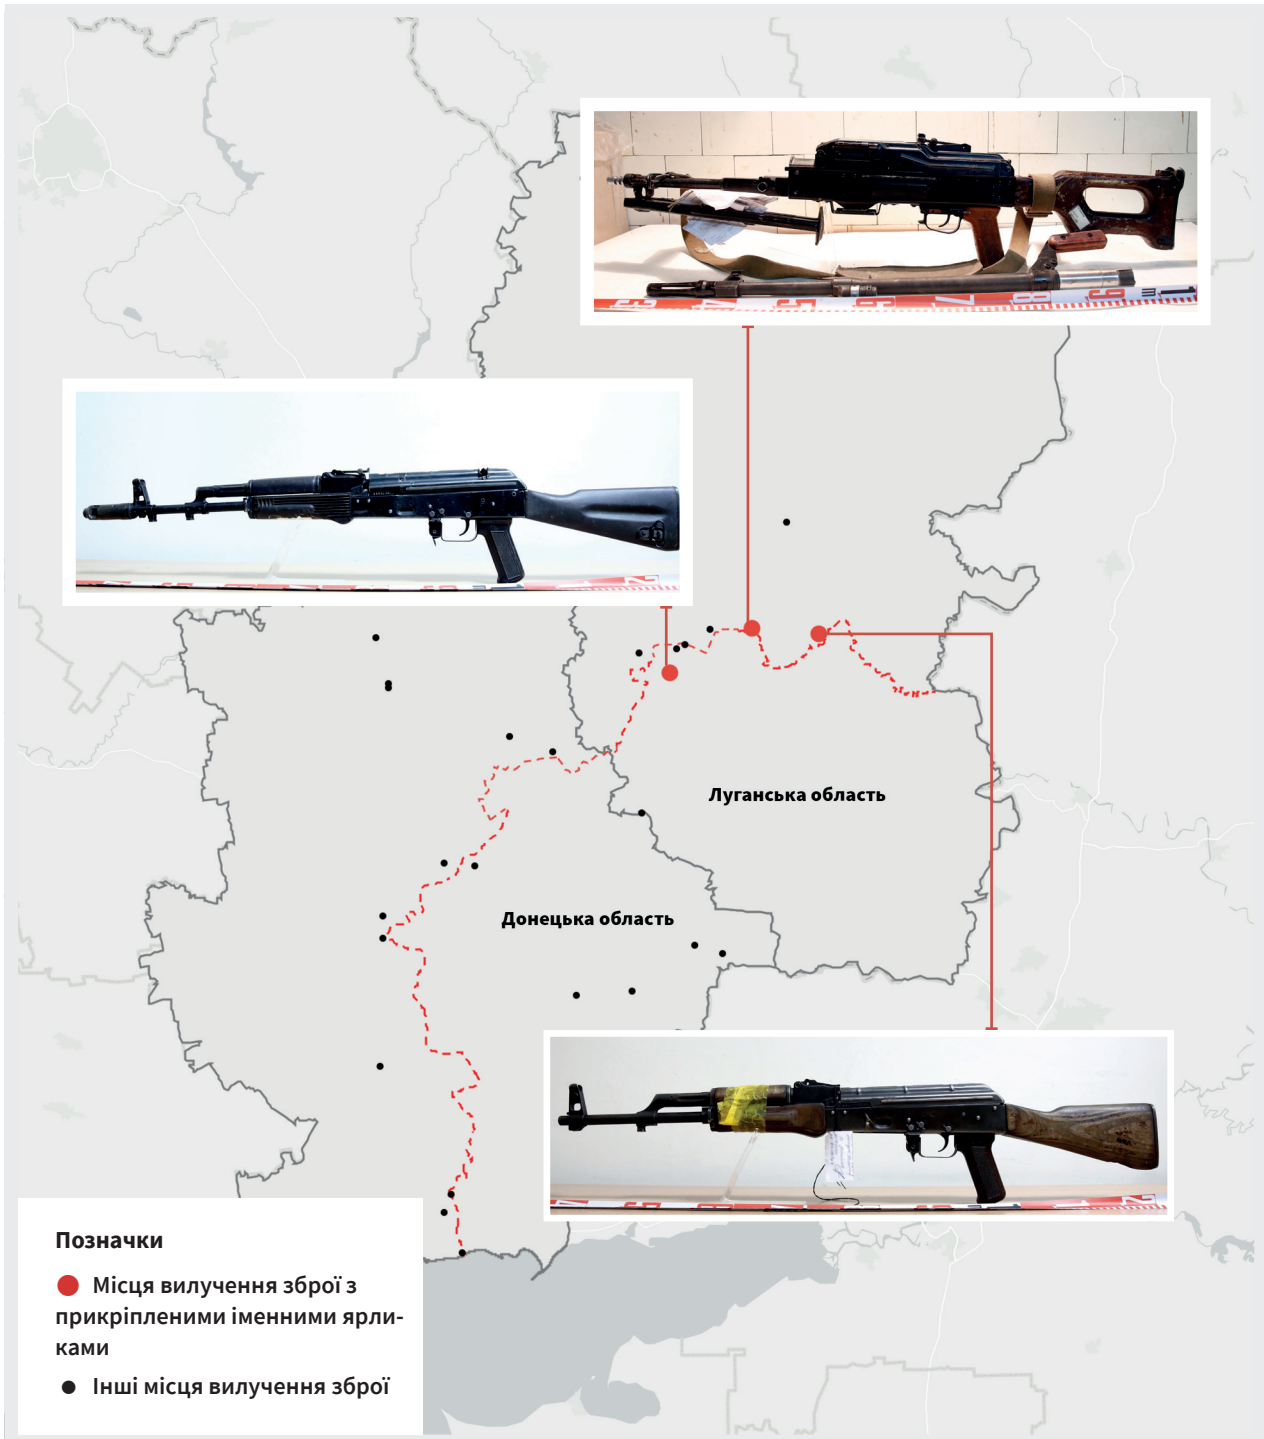 Луганська область
Донецька область
Позначки
Місця вилучення зброї з
прикріпленими іменними ярли-
ками
Інші місця вилучення зброї